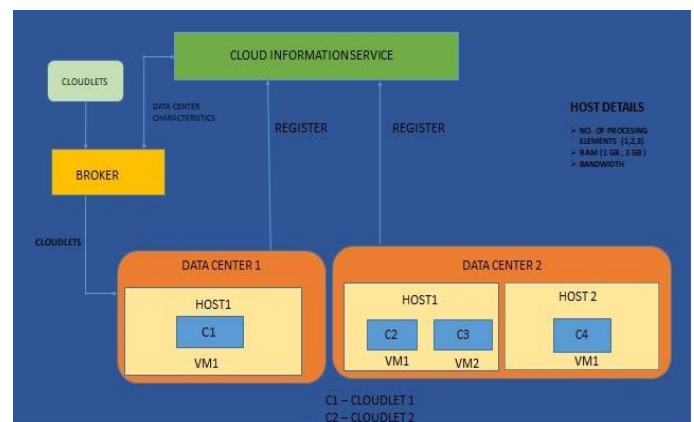 CLOUD INFORMATION SERVICE
CLOUDLETS
DATA CENTER
CHARACTERISTICS
REGISTER
REGISTER
HOST DETAILS
➢ NO. OF PROCESING
ELEMENTS (1,2,3)
➢ RAM (1 GB , 2 GB )
➢ BANDWIDTH
BROKER
CLOUDLETS
DATA CENTER 1
HOST1
C1
VM1
DATA CENTER 2
HOST1
C2
C3
VM1
VM2
HOST 2
C4
VM1
C1 – CLOUDLET 1
C2 – CLOUDLET 2